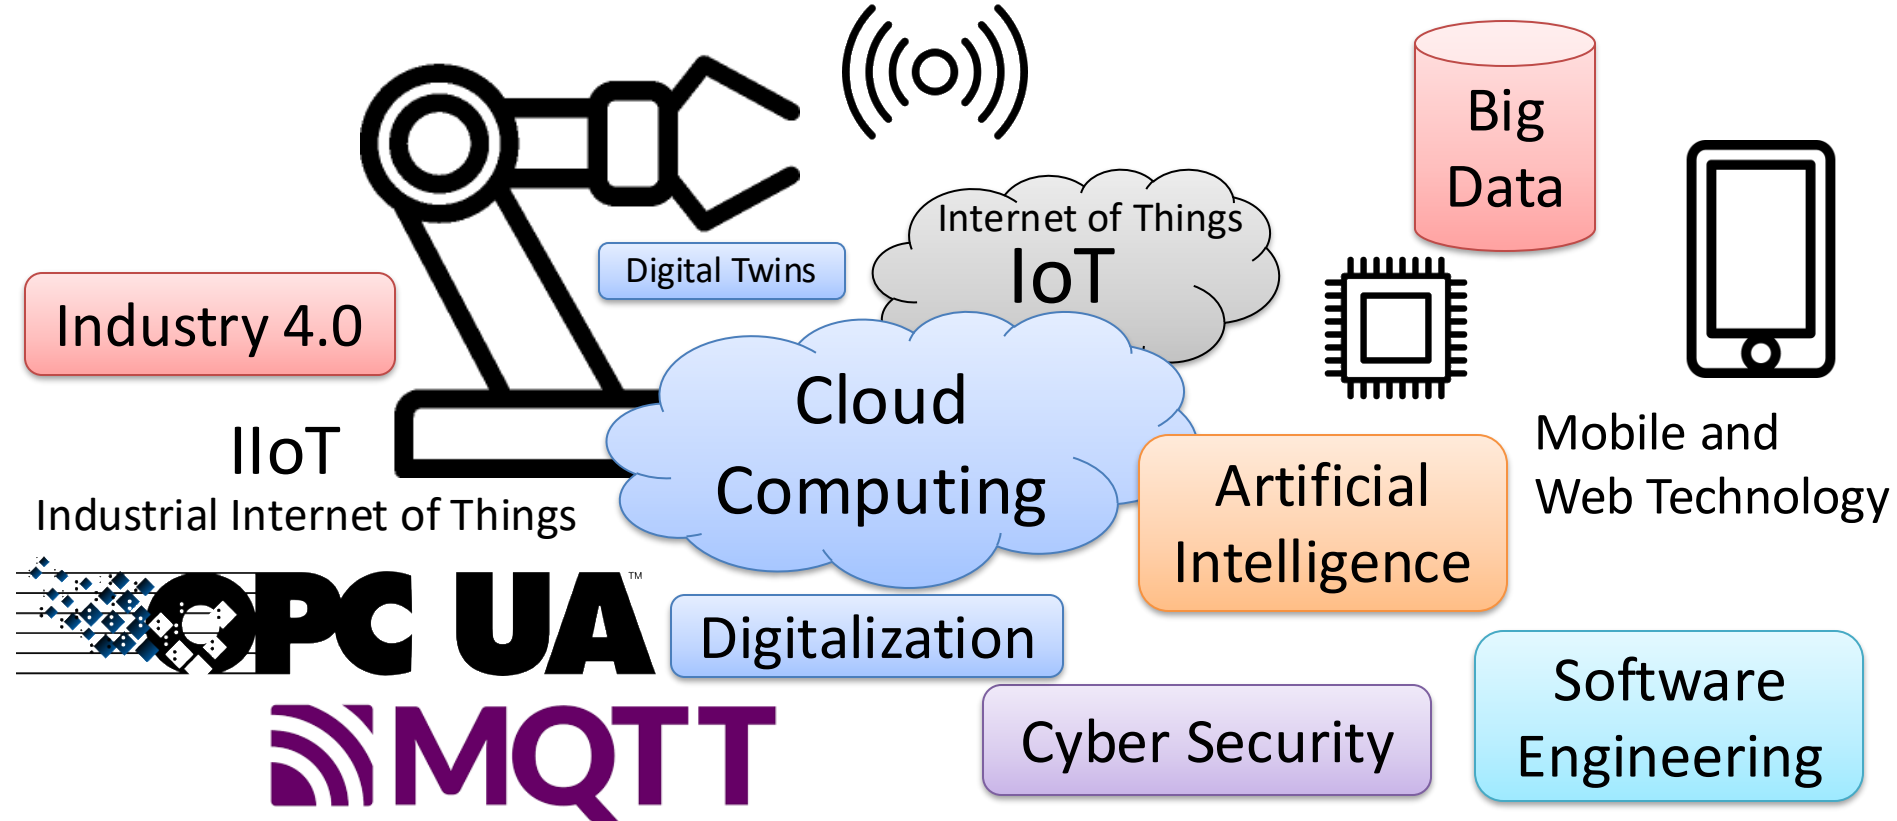 Big
Data
Internet of Things
IoT
Digital Twins
Industry 4.0
Cloud
Computing
IIoT
Industrial Internet of Things
Mobile and
Web Technology
Artificial
Intelligence
OPC UA™
Digitalization
Software
Engineering
Cyber Security
MQTT